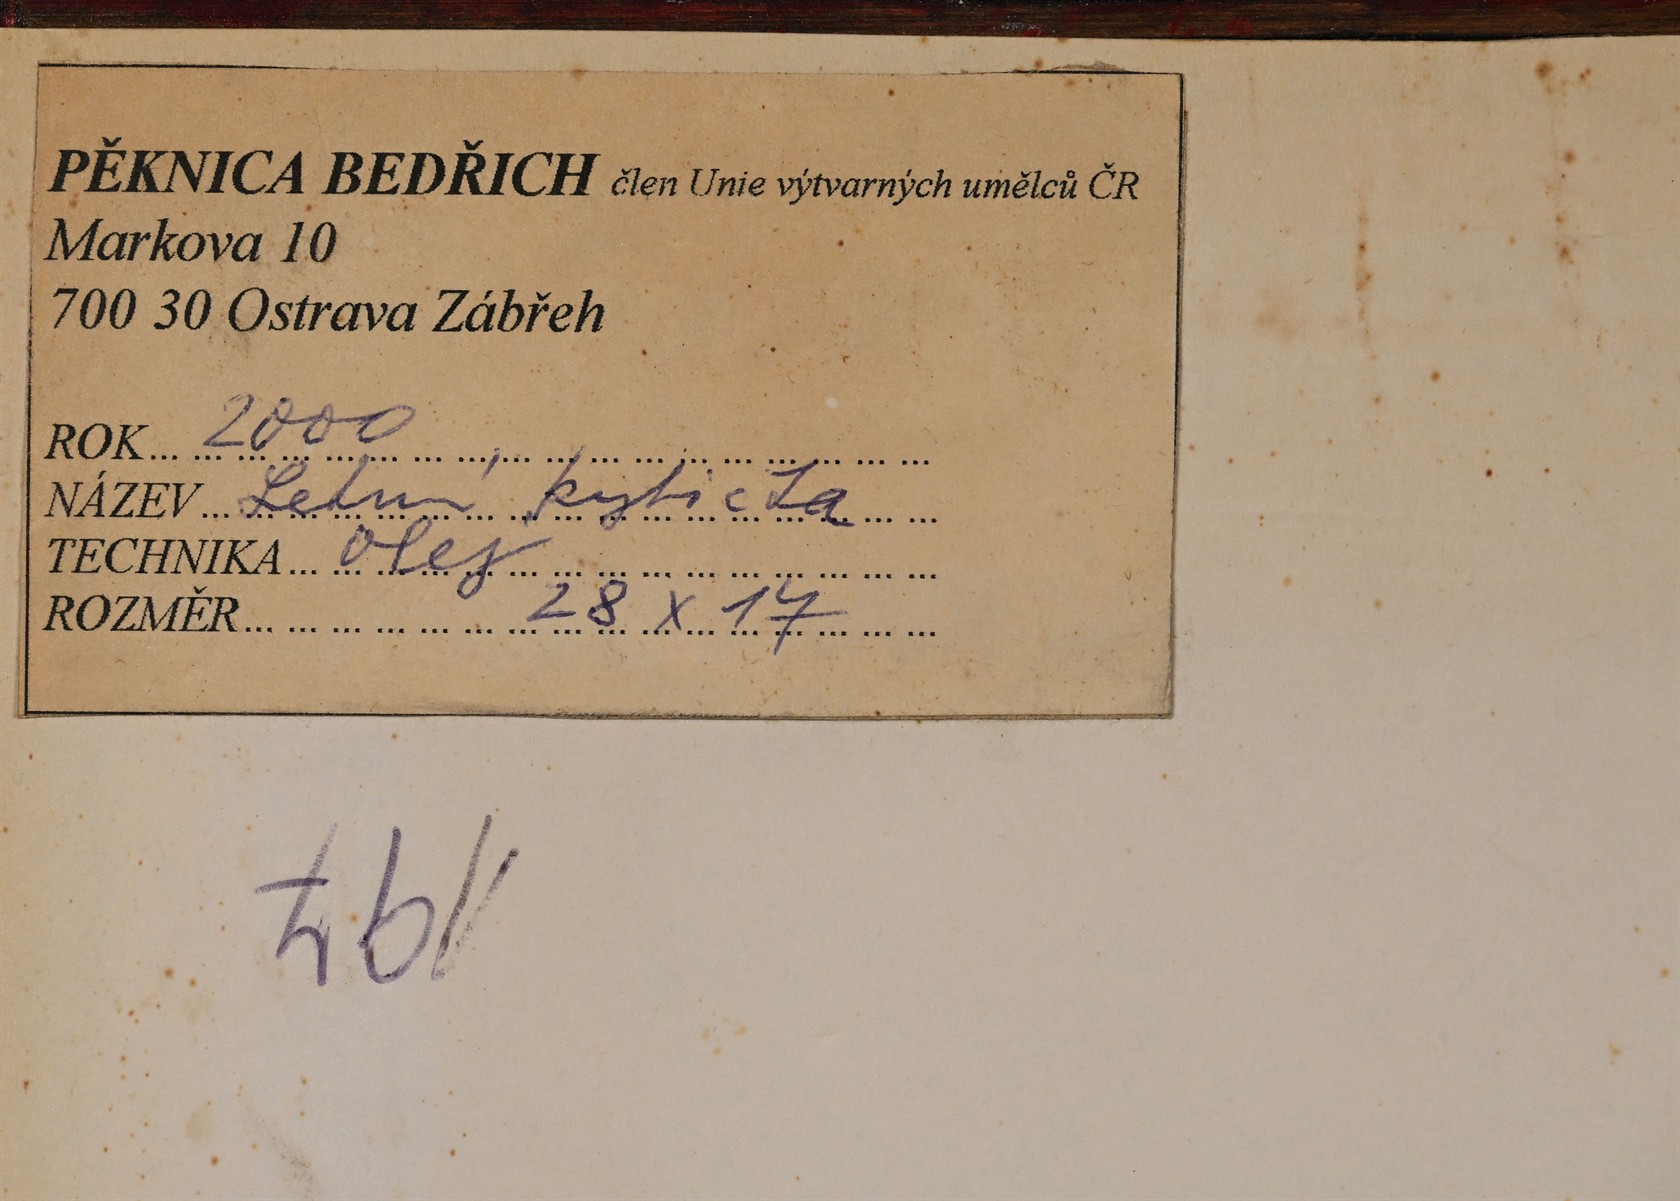 PĚKNICA BEDŘICH člen Unie výtvarných umělců ČR
Markova 10
700 30 Ostrava Zábřeh
ROK... 2000
NÁZEV... Letní kytička
TECHNIKA... Olej
ROZMĚR... 28 x 17